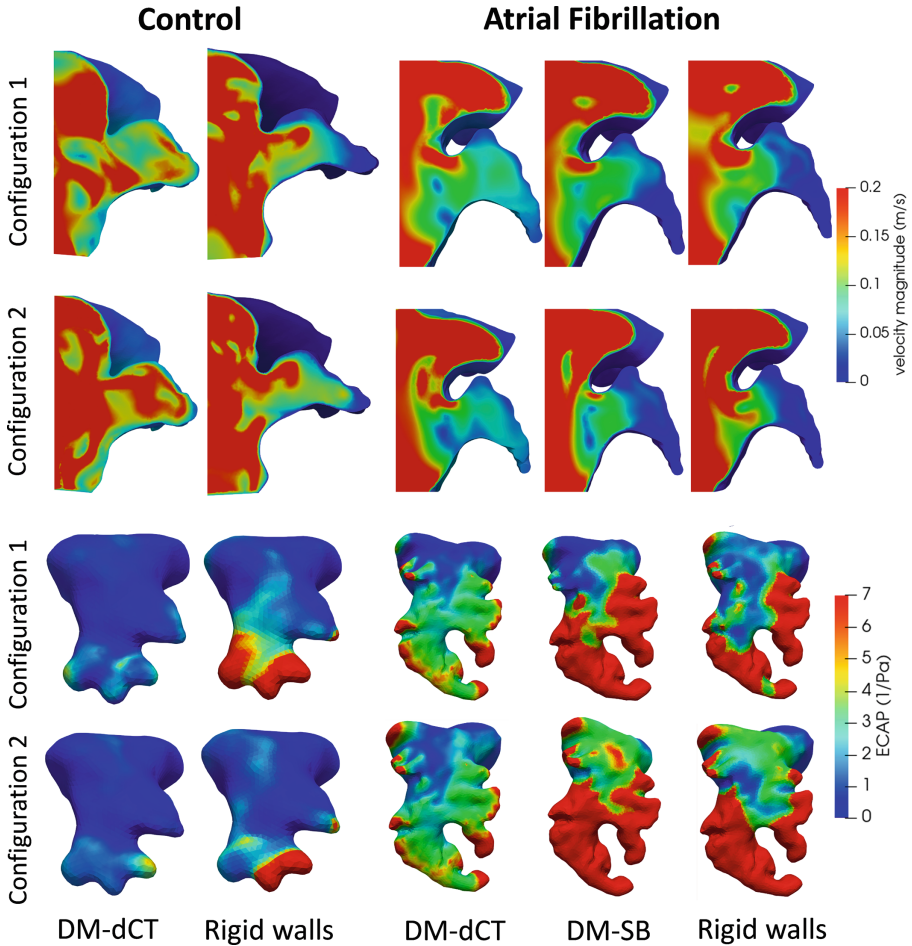 Control
Atrial Fibrillation
Configuration 1
0.2
0.15
0.1
0.05
0
velocity magnitude (m/s)
Configuration 2
Configuration 1
7
6
5
4
3
2
1
0
ECAP (1/Pa)
Configuration 2
DM-dCT
Rigid walls
DM-dCT
DM-SB
Rigid walls